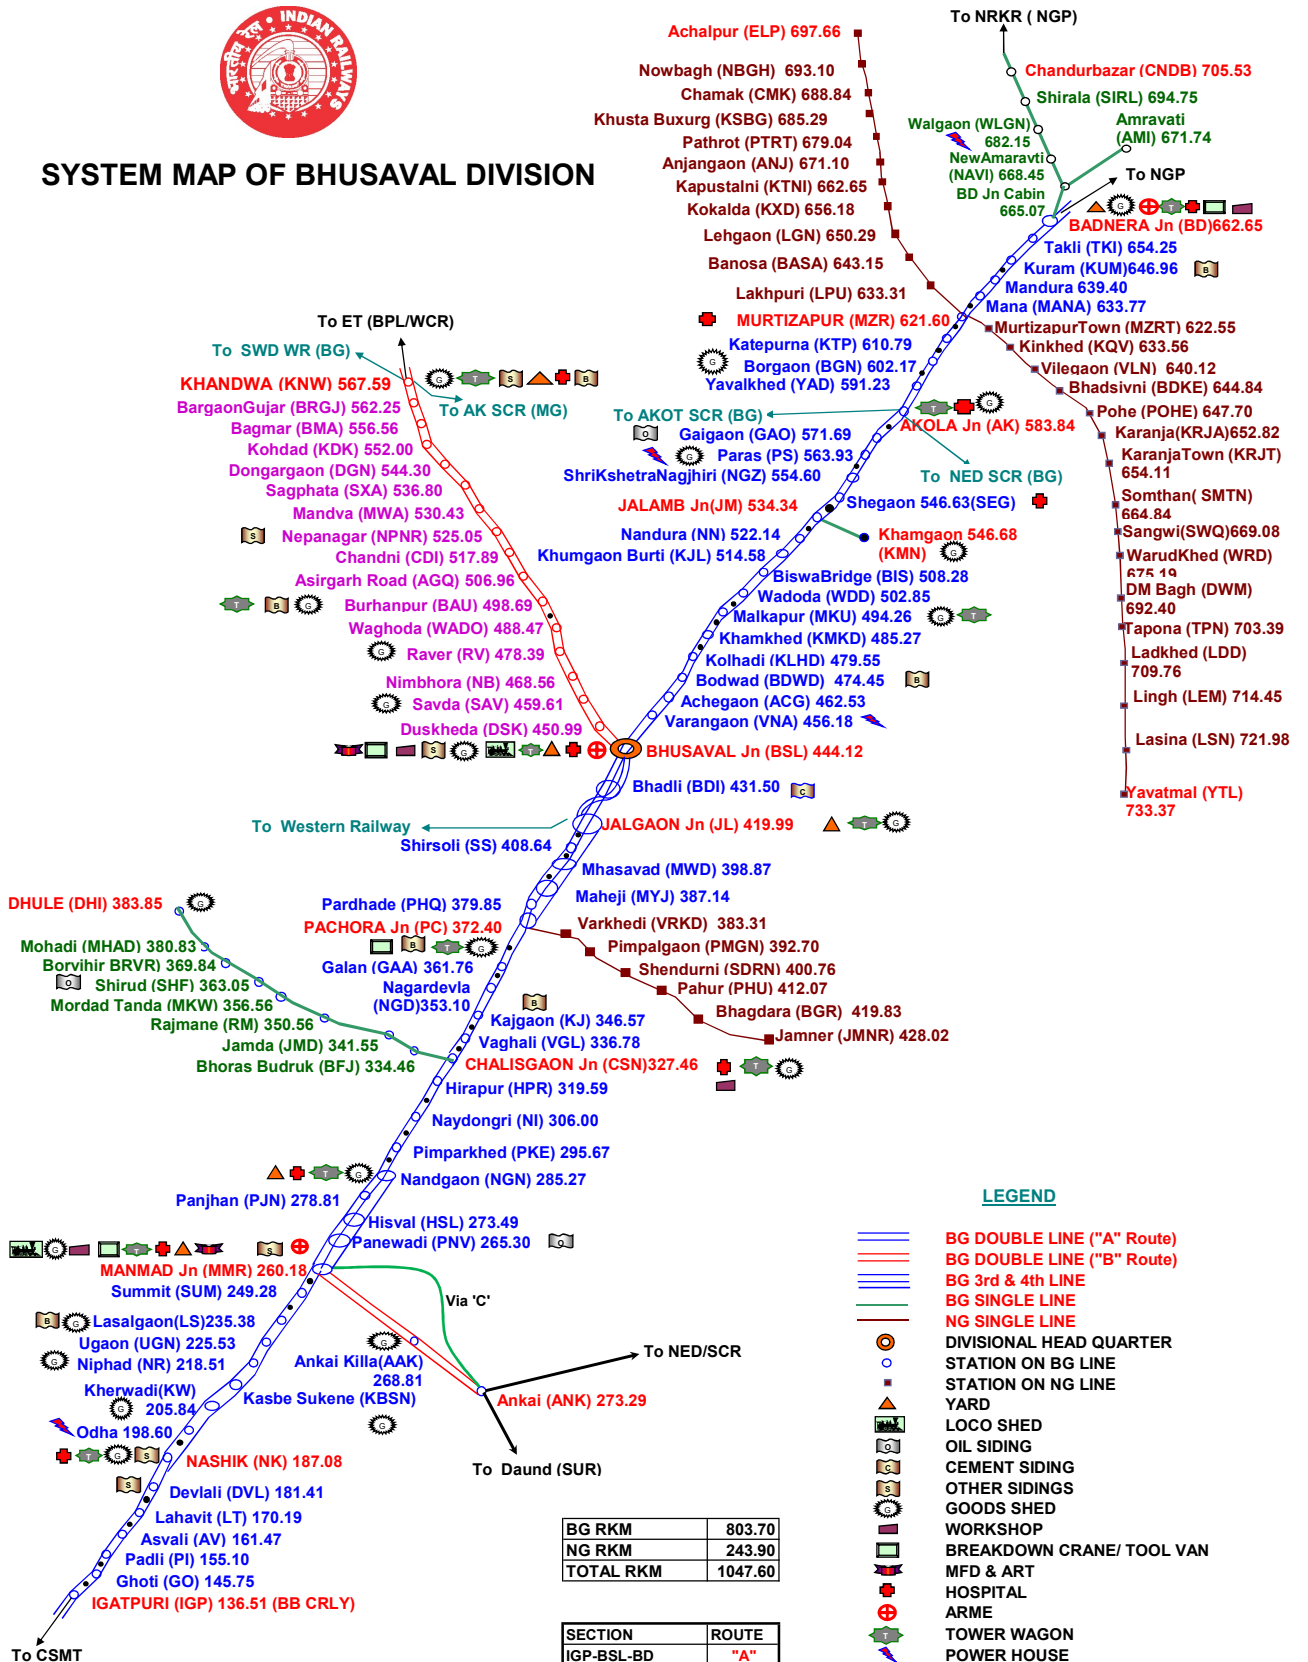 भारतीय रेल • INDIAN RAILWAYS
SYSTEM MAP OF BHUSAVAL DIVISION
Achalpur (ELP) 697.66
Nowbagh (NBGH) 693.10
Chamak (CMK) 688.84
Khusta Buxurg (KSBG) 685.29
Pathrot (PTRT) 679.04
Anjangaon (ANJ) 671.10
Kapustalni (KTNI) 662.65
Kokalda (KXD) 656.18
Lehgaon (LGN) 650.29
Banosa (BASA) 643.15
Lakhpuri (LPU) 633.31
MURTIZAPUR (MZR) 621.60
Katepurna (KTP) 610.79
G
Borgaon (BGN) 602.17
Yavalkhed (YAD) 591.23
To NRKR ( NGP)
Chandurbazar (CNDB) 705.53
Shirala (SIRL) 694.75
Amravati
(AMI) 671.74
Walgaon (WLGN)
682.15
NewAmaravti
(NAVI) 668.45
BD Jn Cabin
665.07
To NGP
G T
BADNERA Jn (BD)662.65
Takli (TKI) 654.25
Kuram (KUM)646.96 B
Mandura 639.40
Mana (MANA) 633.77
MurtizapurTown (MZRT) 622.55
Kinkhed (KQV) 633.56
Vilegaon (VLN) 640.12
Bhadsivni (BDKE) 644.84
Pohe (POHE) 647.70
Karanja(KRJA)652.82
KaranjaTown (KRJT)
654.11
Somthan( SMTN)
664.84
Sangwi(SWQ)669.08
WarudKhed (WRD)
675.19
DM Bagh (DWM)
692.40
Tapona (TPN) 703.39
Ladkhed (LDD)
709.76
Lingh (LEM) 714.45
Lasina (LSN) 721.98
Yavatmal (YTL)
733.37
To ET (BPL/WCR)
To SWD WR (BG)
KHANDWA (KNW) 567.59
G T S B
To AK SCR (MG)
BargaonGujar (BRGJ) 562.25
Bagmar (BMA) 556.56
Kohdad (KDK) 552.00
Dongargaon (DGN) 544.30
Sagphata (SXA) 536.80
Mandva (MWA) 530.43
S Nepanagar (NPNR) 525.05
Chandni (CDI) 517.89
Asirgarh Road (AGQ) 506.96
T B G Burhanpur (BAU) 498.69
Waghoda (WADO) 488.47
G Raver (RV) 478.39
Nimbhora (NB) 468.56
G Savda (SAV) 459.61
Duskheda (DSK) 450.99
To AKOT SCR (BG)
T G
AKOLA Jn (AK) 583.84
O Gaigaon (GAO) 571.69
G Paras (PS) 563.93
To NED SCR (BG)
ShriKshetraNagjhiri (NGZ) 554.60
Shegaon 546.63(SEG)
JALAMB Jn(JM) 534.34
Nandura (NN) 522.14
Khamgaon 546.68
(KMN) G
Khumgaon Burti (KJL) 514.58
BiswaBridge (BIS) 508.28
Wadoda (WDD) 502.85
Malkapur (MKU) 494.26 G T
Khamkhed (KMKD) 485.27
Kolhadi (KLHD) 479.55
Bodwad (BDWD) 474.45 B
Achegaon (ACG) 462.53
Varangaon (VNA) 456.18
S G T
BHUSAVAL Jn (BSL) 444.12
Bhadli (BDI) 431.50 C
To Western Railway
JALGAON Jn (JL) 419.99 T G
Shirsoli (SS) 408.64
Mhasavad (MWD) 398.87
Maheji (MYJ) 387.14
Pardhade (PHQ) 379.85
PACHORA Jn (PC) 372.40
B T G
Galan (GAA) 361.76
Nagardevla
(NGD)353.10
B
Kajgaon (KJ) 346.57
Vaghali (VGL) 336.78
CHALISGAON Jn (CSN)327.46 T G
Varkhedi (VRKD) 383.31
Pimpalgaon (PMGN) 392.70
Shendurni (SDRN) 400.76
Pahur (PHU) 412.07
Bhagdara (BGR) 419.83
Jamner (JMNR) 428.02
DHULE (DHI) 383.85 G
Mohadi (MHAD) 380.83
Borvihir BRVR) 369.84
O Shirud (SHF) 363.05
Mordad Tanda (MKW) 356.56
Rajmane (RM) 350.56
Jamda (JMD) 341.55
Bhoras Budruk (BFJ) 334.46
Hirapur (HPR) 319.59
Naydongri (NI) 306.00
Pimparkhed (PKE) 295.67
T G
Nandgaon (NGN) 285.27
Panjhan (PJN) 278.81
Hisval (HSL) 273.49
Panewadi (PNV) 265.30 O
G T S
MANMAD Jn (MMR) 260.18
Summit (SUM) 249.28
B G Lasalgaon(LS)235.38
Ugaon (UGN) 225.53
G Niphad (NR) 218.51
Kherwadi(KW)
G 205.84
Odha 198.60
Kasbe Sukene (KBSN)
G
T G S
NASHIK (NK) 187.08
S
Devlali (DVL) 181.41
Lahavit (LT) 170.19
Asvali (AV) 161.47
Padli (PI) 155.10
Ghoti (GO) 145.75
IGATPURI (IGP) 136.51 (BB CRLY)
To CSMT
Via 'C'
G
Ankai Killa(AAK)
268.81
To NED/SCR
Ankai (ANK) 273.29
To Daund (SUR)
BG RKM 803.70
NG RKM 243.90
TOTAL RKM 1047.60
SECTION ROUTE
IGP-BSL-BD "A"
LEGEND
BG DOUBLE LINE ("A" Route)
BG DOUBLE LINE ("B" Route)
BG 3rd & 4th LINE
BG SINGLE LINE
NG SINGLE LINE
DIVISIONAL HEAD QUARTER
STATION ON BG LINE
STATION ON NG LINE
YARD
LOCO SHED
O OIL SIDING
C CEMENT SIDING
S OTHER SIDINGS
G GOODS SHED
WORKSHOP
BREAKDOWN CRANE/ TOOL VAN
MFD & ART
HOSPITAL
ARME
T TOWER WAGON
POWER HOUSE